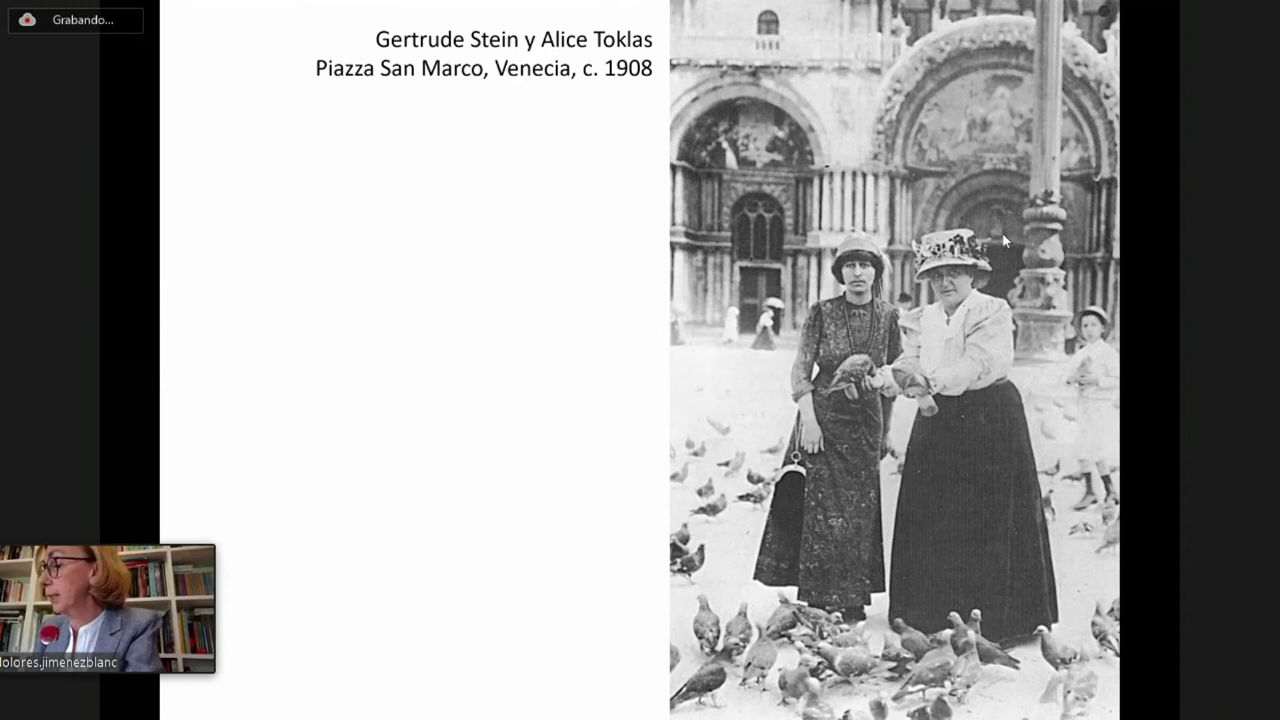 Grabando...
Gertrude Stein y Alice Toklas
Piazza San Marco, Venecia, c. 1908
dolores.jimenezblanc